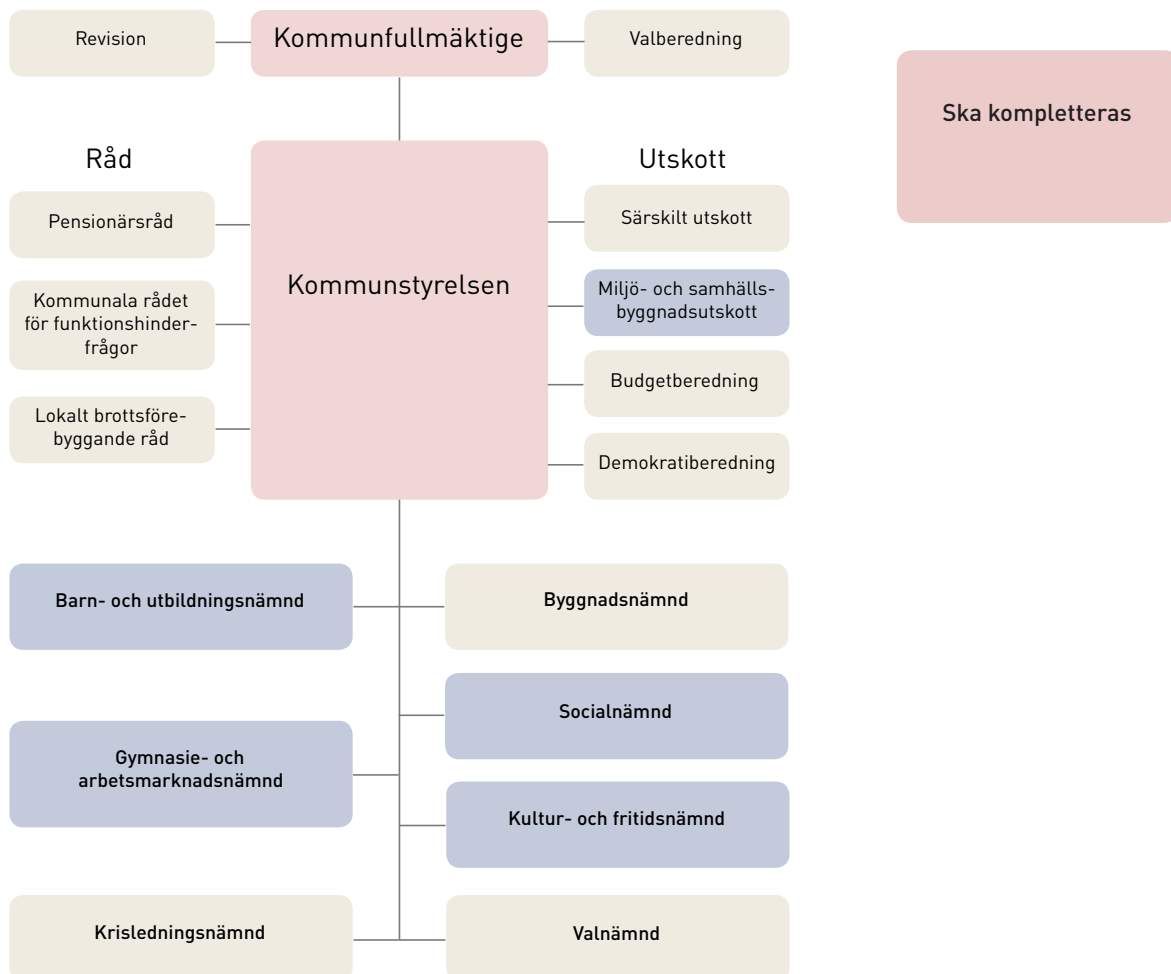 Revision
Kommunfullmäktige
Valberedning
Ska kompletteras
Råd
Utskott
Pensionärsråd
Kommunala rådet
för funktionshinder-
frågor
Lokalt brottsföre-
byggande råd
Kommunstyrelsen
Särskilt utskott
Miljö- och samhälls-
byggnadsutskott
Budgetberedning
Demokratiberedning
Barn- och utbildningsnämnd
Byggnadsnämnd
Socialnämnd
Gymnasie- och
arbetsmarknadsnämnd
Kultur- och fritidsnämnd
Krisledningsnämnd
Valnämnd